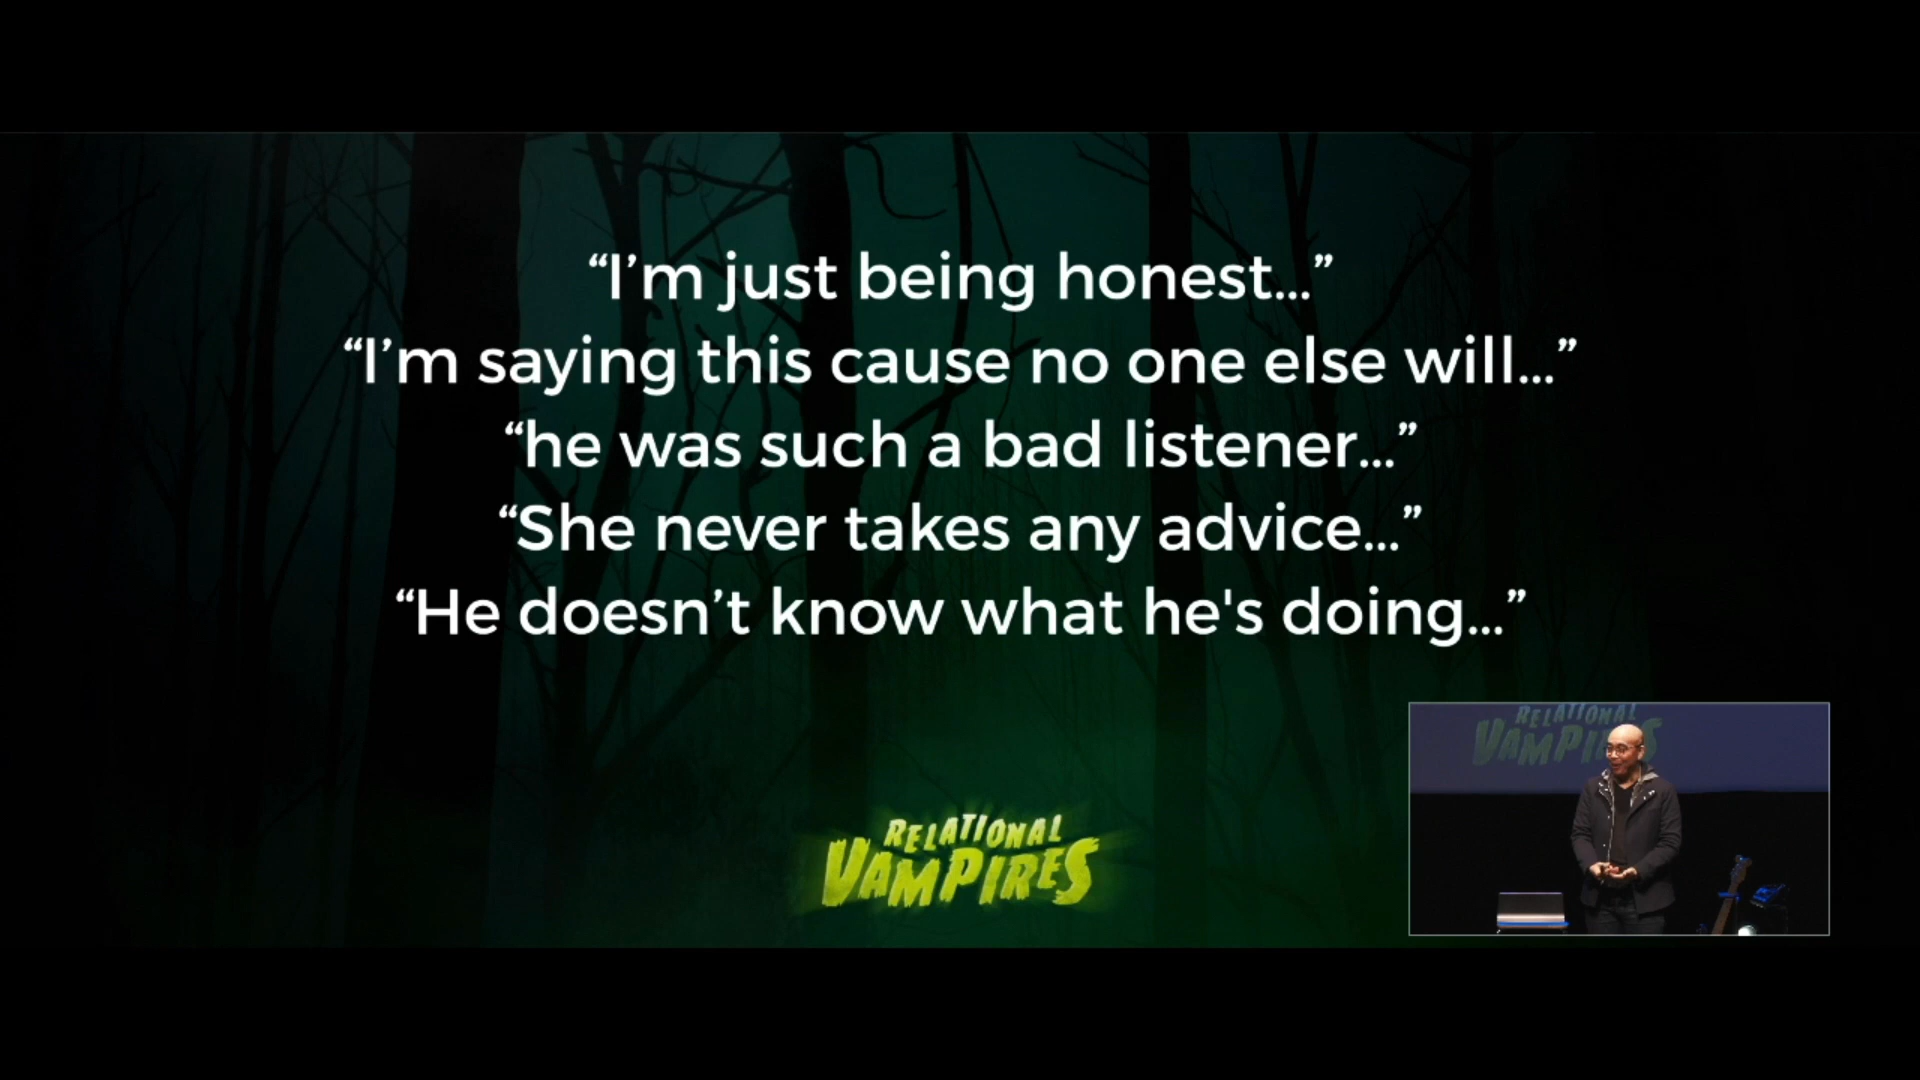 “I’m just being honest...”
“I’m saying this cause no one else will...”
“he was such a bad listener...”
“She never takes any advice...”
“He doesn’t know what he's doing...”
RELATIONAL
VAMPIRES
RELATIONAL
VAMPIRES